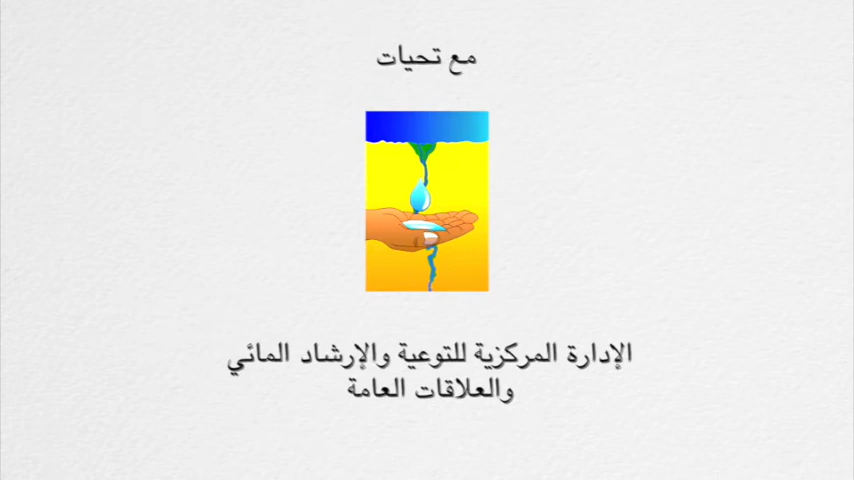 مع تحيات
الإدارة المركزية للتوعية والإرشاد المائي
والعلاقات العامة